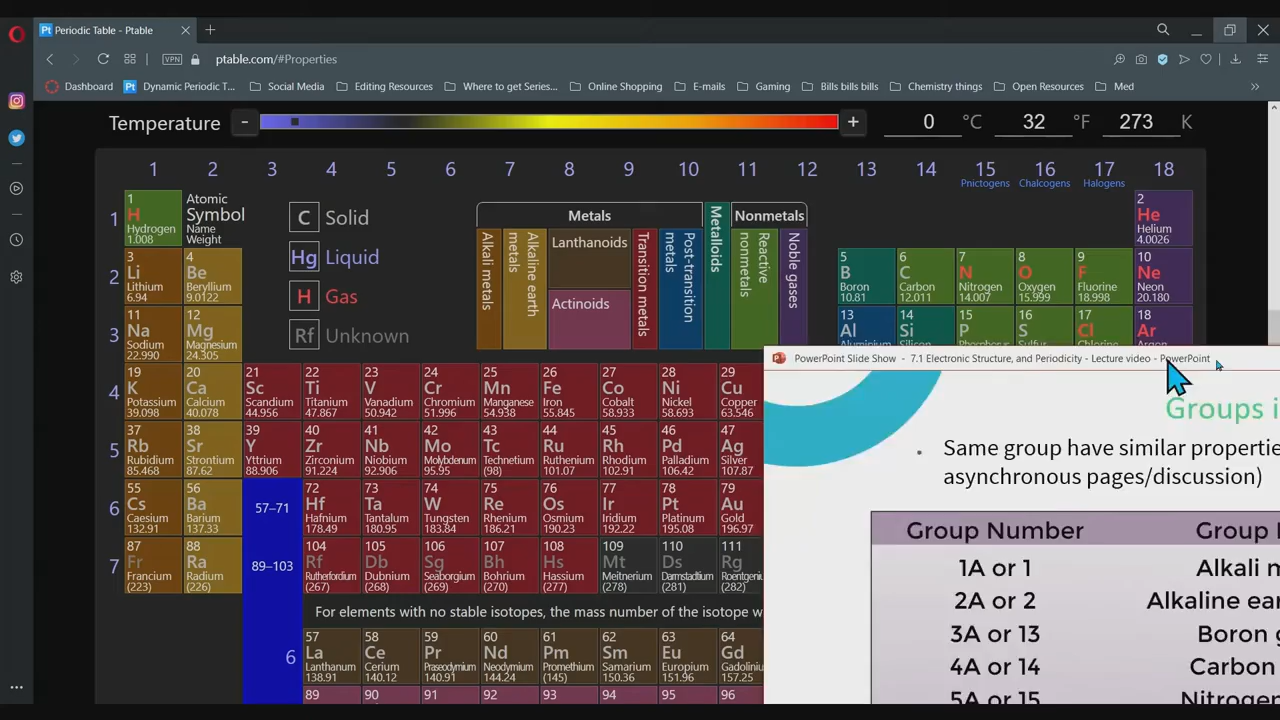 Periodic Table - Ptable
VPN ptable.com/#Properties
Dashboard Dynamic Periodic T... Social Media Editing Resources Where to get Series... Online Shopping E-mails Gaming Bills bills bills Chemistry things Open Resources Med
Temperature - + 0 °C 32 °F 273 K
1 2 3 4 5 6 7 8 9 10 11 12 13 14 15 16 17 18
Pnictogens Chalcogens Halogens
1 H Hydrogen 1.008
Atomic
Symbol
Name
Weight
C Solid
Hg Liquid
H Gas
Rf Unknown
Metals
Metalloids
Nonmetals
Alkali metals
Alkaline earth metals
Lanthanoids
Actinoids
Transition metals
Post-transition metals
Reactive nonmetals
Noble gases
2 He Helium 4.0026
2
3 Li Lithium 6.94
4 Be Beryllium 9.0122
5 B Boron 10.81
6 C Carbon 12.011
7 N Nitrogen 14.007
8 O Oxygen 15.999
9 F Fluorine 18.998
10 Ne Neon 20.180
3
11 Na Sodium 22.990
12 Mg Magnesium 24.305
13 Al Aluminium
14 Si Silicon
15 P Phosphorus
16 S Sulfur
17 Cl Chlorine
18 Ar Argon
4
19 K Potassium 39.098
20 Ca Calcium 40.078
21 Sc Scandium 44.956
22 Ti Titanium 47.867
23 V Vanadium 50.942
24 Cr Chromium 51.996
25 Mn Manganese 54.938
26 Fe Iron 55.845
27 Co Cobalt 58.933
28 Ni Nickel 58.693
29 Cu Copper 63.546
5
37 Rb Rubidium 85.468
38 Sr Strontium 87.62
39 Y Yttrium 88.906
40 Zr Zirconium 91.224
41 Nb Niobium 92.906
42 Mo Molybdenum 95.95
43 Tc Technetium (98)
44 Ru Ruthenium 101.07
45 Rh Rhodium 102.91
46 Pd Palladium 106.42
47 Ag Silver 107.87
6
55 Cs Caesium 132.91
56 Ba Barium 137.33
57–71
72 Hf Hafnium 178.49
73 Ta Tantalum 180.95
74 W Tungsten 183.84
75 Re Rhenium 186.21
76 Os Osmium 190.23
77 Ir Iridium 192.22
78 Pt Platinum 195.08
79 Au Gold 196.97
7
87 Fr Francium (223)
88 Ra Radium (226)
89–103
104 Rf Rutherfordium (267)
105 Db Dubnium (268)
106 Sg Seaborgium (269)
107 Bh Bohrium (270)
108 Hs Hassium (277)
109 Mt Meitnerium (278)
110 Ds Darmstadtium (281)
111 Rg Roentgenium (282)
For elements with no stable isotopes, the mass number of the isotope w
6
57 La Lanthanum 138.91
58 Ce Cerium 140.12
59 Pr Praseodymium 140.91
60 Nd Neodymium 144.24
61 Pm Promethium (145)
62 Sm Samarium 150.36
63 Eu Europium 151.96
64 Gd Gadolinium 157.25
89 90 91 92 93 94 95 96
PowerPoint Slide Show - 7.1 Electronic Structure, and Periodicity - Lecture video - PowerPoint
Groups i
• Same group have similar propertie
asynchronous pages/discussion)
Group Number Group
1A or 1 Alkali m
2A or 2 Alkaline ear
3A or 13 Boron g
4A or 14 Carbon
5A or 15 Nitrogen